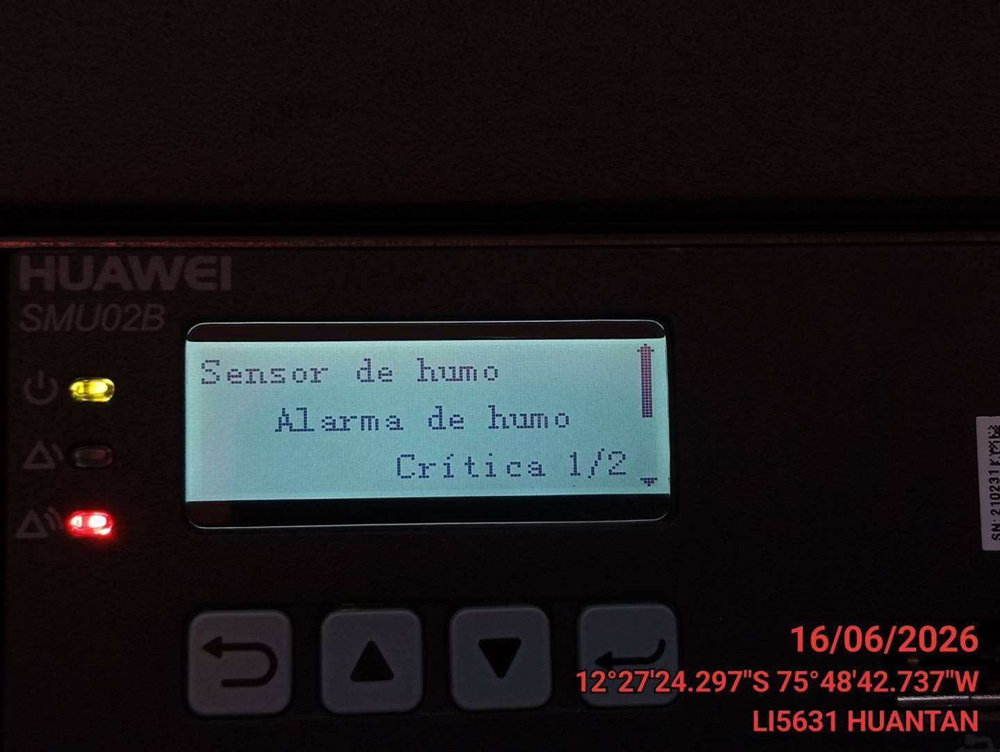 HUAWEI
SMU02B
Sensor de humo
Alarma de humo
Crítica 1/2
SN: 210231
16/06/2026
12°27'24.297"S 75°48'42.737"W
LI5631 HUANTAN